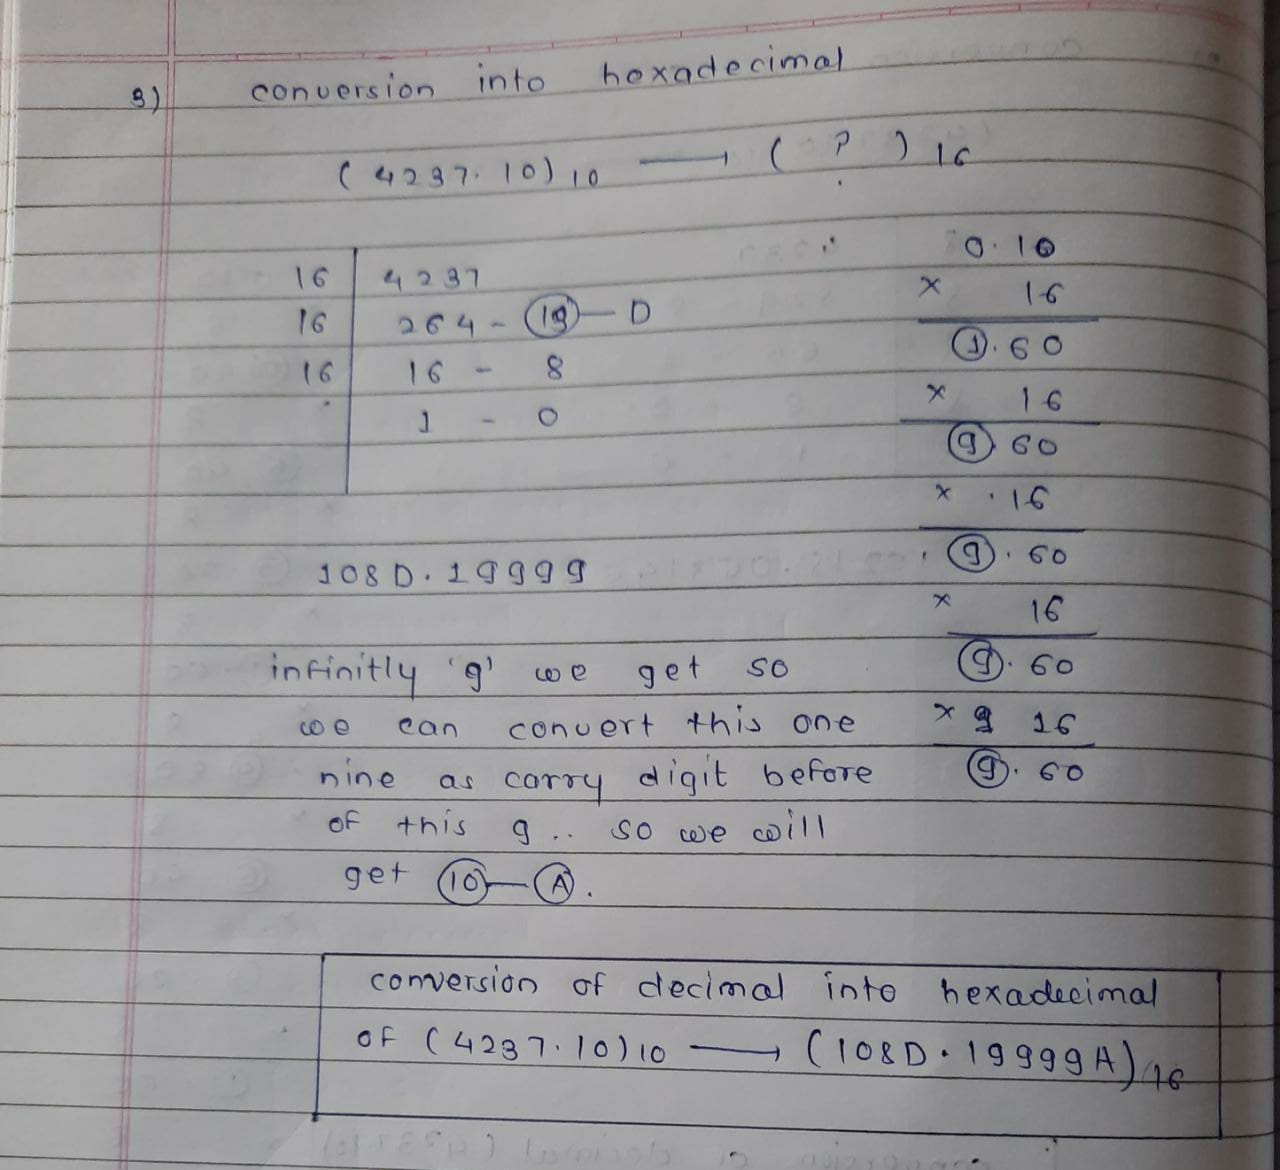 3) conversion into hexadecimal
(4237.10)10 → ( ? )16
16 | 4237
16 | 264 - 13 - D
16 | 16 - 8
1 - 0
0.10
x 16
1.60
x 16
9.60
x .16
9.60
x 16
9.60
x 16
9.60
108D.19999
infinitly '9' we get so
we can convert this one
nine as carry digit before
of this 9.. so we will
get 10 - A.
conversion of decimal into hexadecimal
of (4237.10)10 → (108D.19999A)16